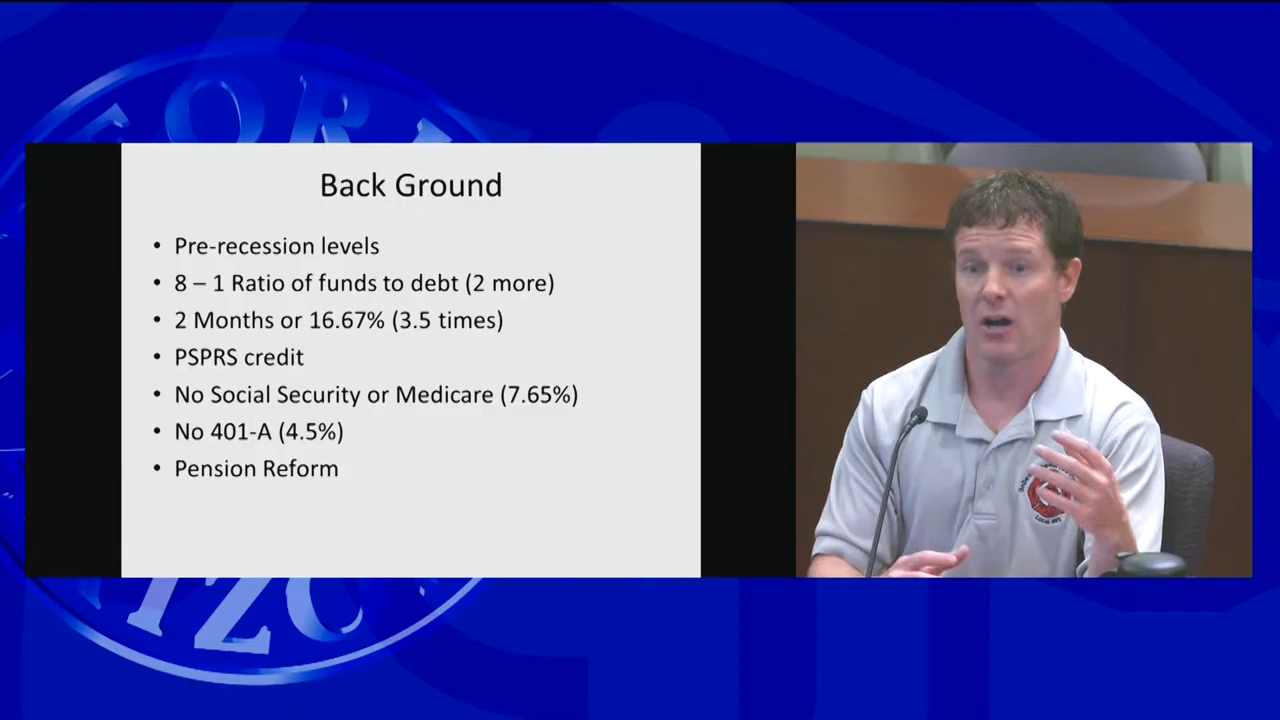 Back Ground
• Pre-recession levels
• 8 – 1 Ratio of funds to debt (2 more)
• 2 Months or 16.67% (3.5 times)
• PSPRS credit
• No Social Security or Medicare (7.65%)
• No 401-A (4.5%)
• Pension Reform